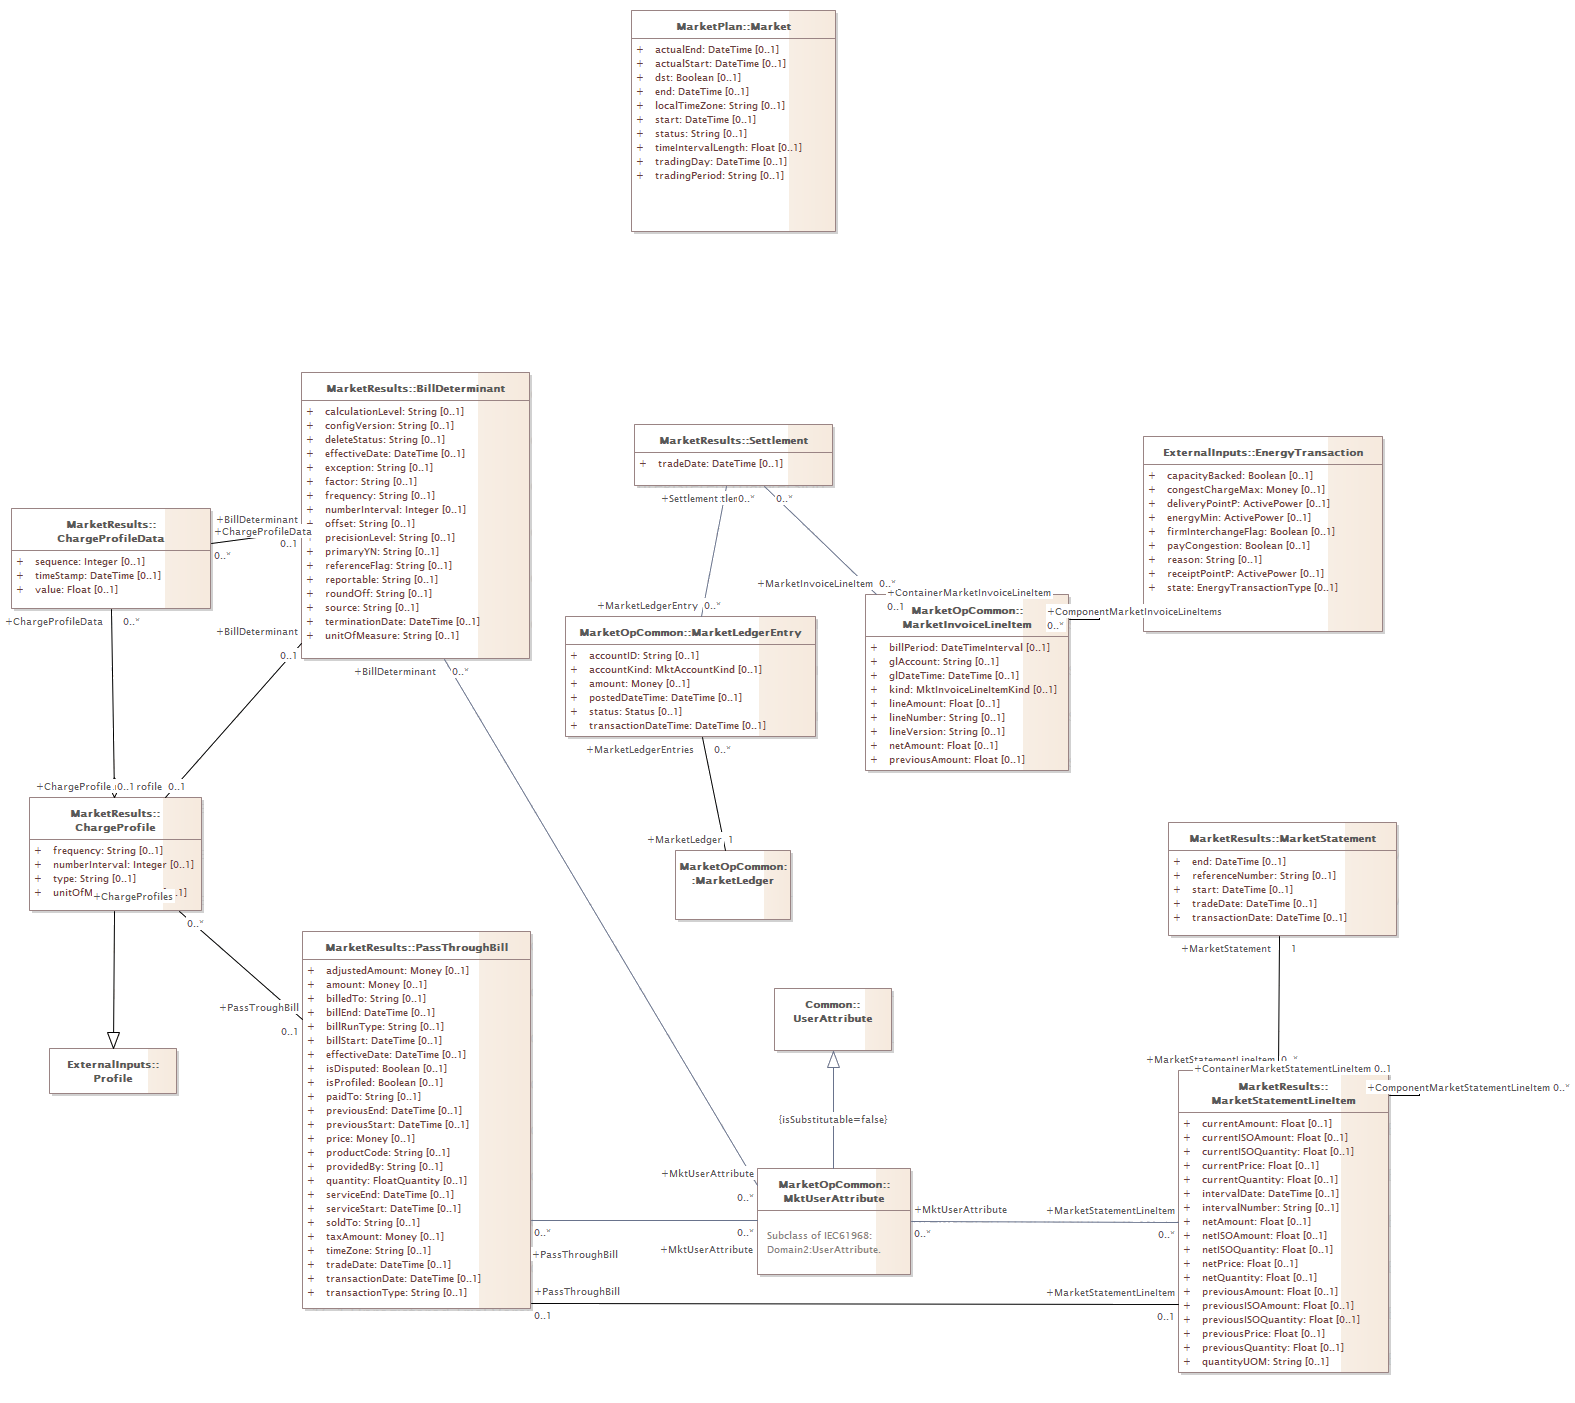 MarketPlan::Market
+ actualEnd: DateTime [0..1]
+ actualStart: DateTime [0..1]
+ dst: Boolean [0..1]
+ end: DateTime [0..1]
+ localTimeZone: String [0..1]
+ start: DateTime [0..1]
+ status: String [0..1]
+ timeIntervalLength: Float [0..1]
+ tradingDay: DateTime [0..1]
+ tradingPeriod: String [0..1]
MarketResults::BillDeterminant
+ calculationLevel: String [0..1]
+ configVersion: String [0..1]
+ deleteStatus: String [0..1]
+ effectiveDate: DateTime [0..1]
+ exception: String [0..1]
+ factor: String [0..1]
+ frequency: String [0..1]
+ numberInterval: Integer [0..1]
+ offset: String [0..1]
+ precisionLevel: String [0..1]
+ primaryYN: String [0..1]
+ referenceFlag: String [0..1]
+ reportable: String [0..1]
+ roundOff: String [0..1]
+ source: String [0..1]
+ terminationDate: DateTime [0..1]
+ unitOfMeasure: String [0..1]
MarketResults::Settlement
+ tradeDate: DateTime [0..1]
+Settlement
0..*
0..*
ExternalInputs::EnergyTransaction
+ capacityBacked: Boolean [0..1]
+ congestChargeMax: Money [0..1]
+ deliveryPointP: ActivePower [0..1]
+ energyMin: ActivePower [0..1]
+ firmInterchangeFlag: Boolean [0..1]
+ payCongestion: Boolean [0..1]
+ reason: String [0..1]
+ receiptPointP: ActivePower [0..1]
+ state: EnergyTransactionType [0..1]
MarketResults::
ChargeProfileData
+ sequence: Integer [0..1]
+ timeStamp: DateTime [0..1]
+ value: Float [0..1]
+BillDeterminant
+ChargeProfileData
0..1
0..*
+ChargeProfileData 0..*
+BillDeterminant
0..1
+BillDeterminant 0..*
+MarketInvoiceLineItem 0..*
+ContainerMarketInvoiceLineItem
0..1
+ComponentMarketInvoiceLineItems
0..*
MarketOpCommon::
MarketInvoiceLineItem
+ billPeriod: DateTimeInterval [0..1]
+ glAccount: String [0..1]
+ glDateTime: DateTime [0..1]
+ kind: MktInvoiceLineItemKind [0..1]
+ lineAmount: Float [0..1]
+ lineNumber: String [0..1]
+ lineVersion: String [0..1]
+ netAmount: Float [0..1]
+ previousAmount: Float [0..1]
+MarketLedgerEntry 0..*
MarketOpCommon::MarketLedgerEntry
+ accountID: String [0..1]
+ accountKind: MktAccountKind [0..1]
+ amount: Money [0..1]
+ postedDateTime: DateTime [0..1]
+ status: Status [0..1]
+ transactionDateTime: DateTime [0..1]
+MarketLedgerEntries 0..*
+MarketLedger 1
MarketOpCommon:
:MarketLedger
+ChargeProfile 0..1 rofile 0..1
MarketResults::
ChargeProfile
+ frequency: String [0..1]
+ numberInterval: Integer [0..1]
+ type: String [0..1]
+ unitOfM
+ChargeProfiles
..1]
0..*
+PassTroughBill
0..1
ExternalInputs::
Profile
MarketResults::PassThroughBill
+ adjustedAmount: Money [0..1]
+ amount: Money [0..1]
+ billedTo: String [0..1]
+ billEnd: DateTime [0..1]
+ billRunType: String [0..1]
+ billStart: DateTime [0..1]
+ effectiveDate: DateTime [0..1]
+ isDisputed: Boolean [0..1]
+ isProfiled: Boolean [0..1]
+ paidTo: String [0..1]
+ previousEnd: DateTime [0..1]
+ previousStart: DateTime [0..1]
+ price: Money [0..1]
+ productCode: String [0..1]
+ providedBy: String [0..1]
+ quantity: FloatQuantity [0..1]
+ serviceEnd: DateTime [0..1]
+ serviceStart: DateTime [0..1]
+ soldTo: String [0..1]
+ taxAmount: Money [0..1]
+ timeZone: String [0..1]
+ tradeDate: DateTime [0..1]
+ transactionDate: DateTime [0..1]
+ transactionType: String [0..1]
Common::
UserAttribute
{isSubstitutable=false}
+MktUserAttribute
0..*
MarketOpCommon::
MktUserAttribute
Subclass of IEC61968:
Domain2:UserAttribute.
0..*
+PassThroughBill
0..*
+MktUserAttribute
+MktUserAttribute
0..*
+MarketStatementLineItem
0..*
+PassThroughBill
0..1
+MarketStatementLineItem
0..1
MarketResults::MarketStatement
+ end: DateTime [0..1]
+ referenceNumber: String [0..1]
+ start: DateTime [0..1]
+ tradeDate: DateTime [0..1]
+ transactionDate: DateTime [0..1]
+MarketStatement 1
+MarketStatementLineItem 0..*
+ContainerMarketStatementLineItem 0..1
+ComponentMarketStatementLineItem 0..*
MarketResults::
MarketStatementLineItem
+ currentAmount: Float [0..1]
+ currentISOAmount: Float [0..1]
+ currentISOQuantity: Float [0..1]
+ currentPrice: Float [0..1]
+ currentQuantity: Float [0..1]
+ intervalDate: DateTime [0..1]
+ intervalNumber: String [0..1]
+ netAmount: Float [0..1]
+ netISOAmount: Float [0..1]
+ netISOQuantity: Float [0..1]
+ netPrice: Float [0..1]
+ netQuantity: Float [0..1]
+ previousAmount: Float [0..1]
+ previousISOAmount: Float [0..1]
+ previousISOQuantity: Float [0..1]
+ previousPrice: Float [0..1]
+ previousQuantity: Float [0..1]
+ quantityUOM: String [0..1]